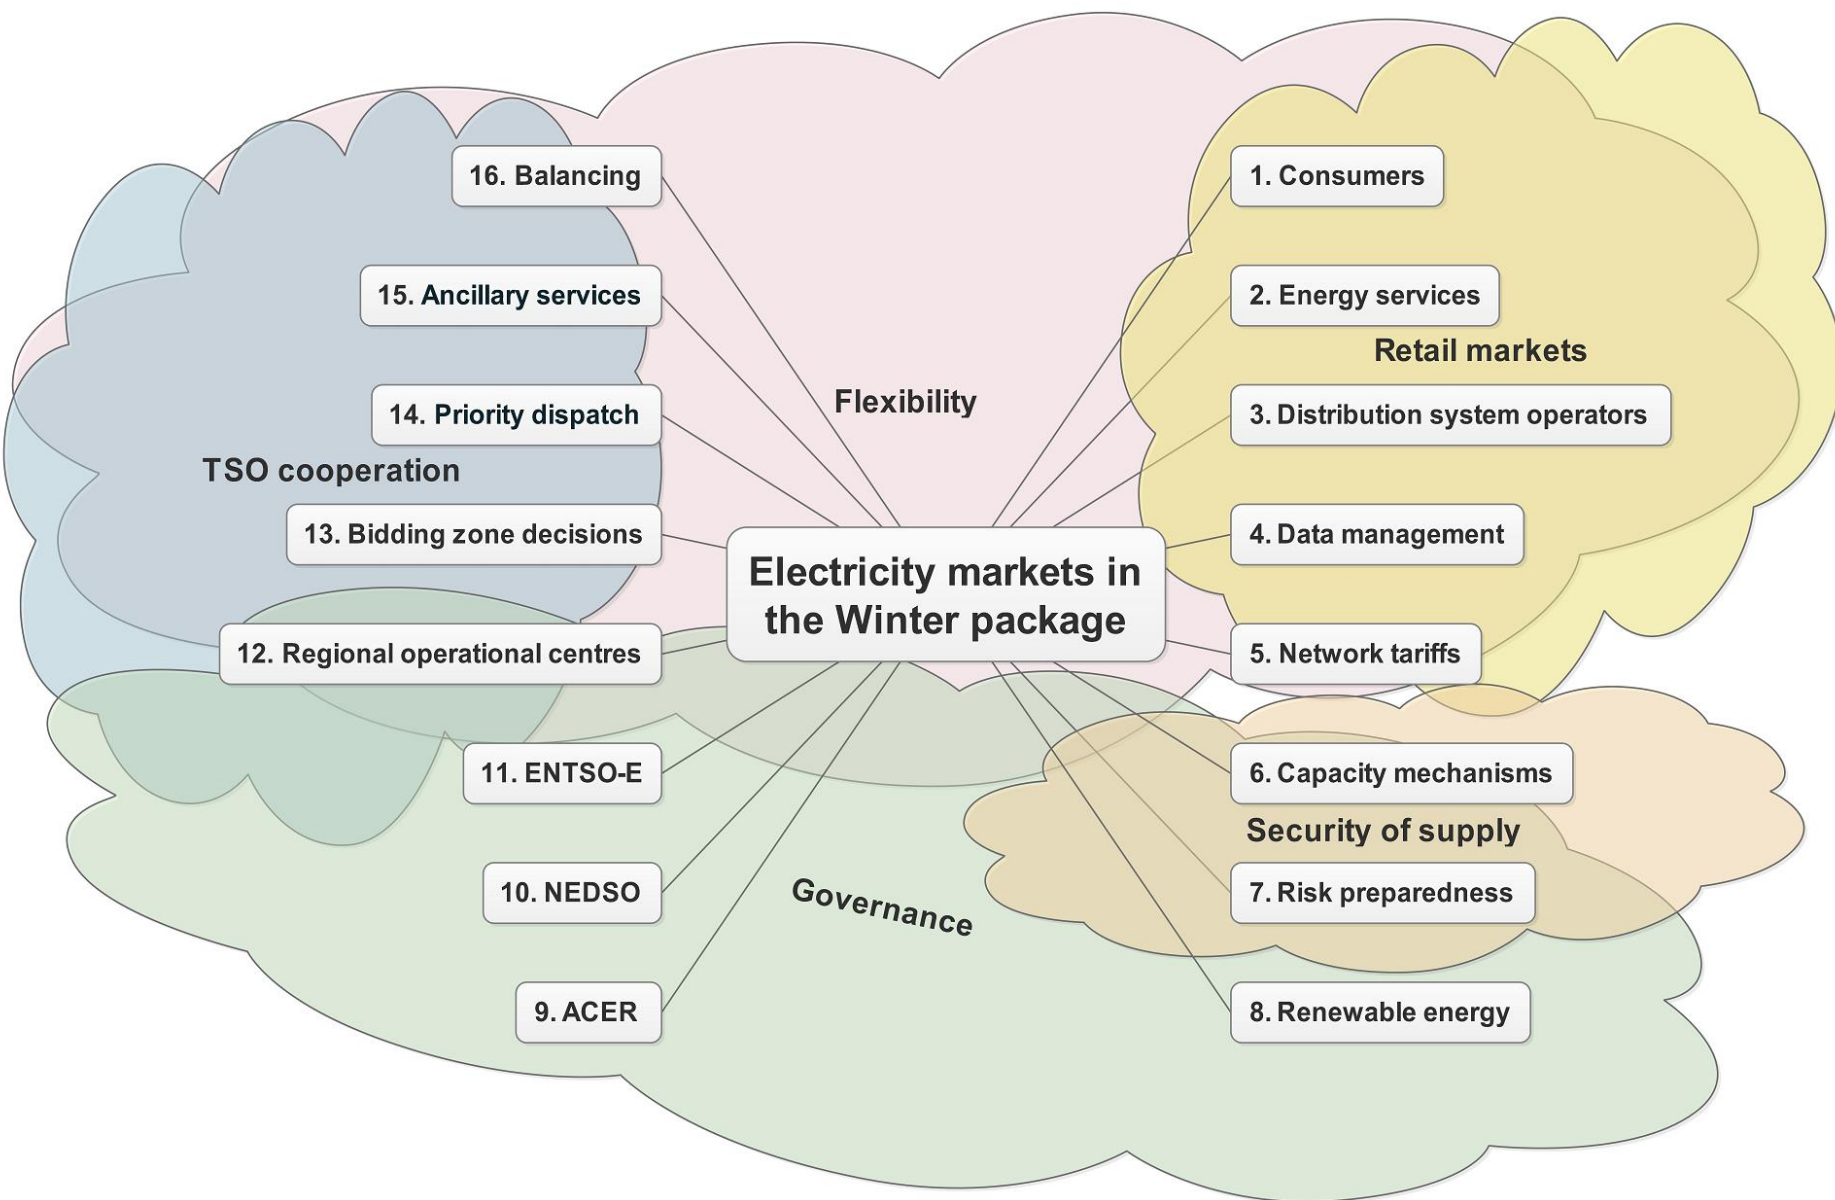 16. Balancing
1. Consumers
15. Ancillary services
2. Energy services
Retail markets
Flexibility
14. Priority dispatch
3. Distribution system operators
TSO cooperation
13. Bidding zone decisions
4. Data management
Electricity markets in
the Winter package
12. Regional operational centres
5. Network tariffs
11. ENTSO-E
6. Capacity mechanisms
Security of supply
10. NEDSO
7. Risk preparedness
Governance
9. ACER
8. Renewable energy